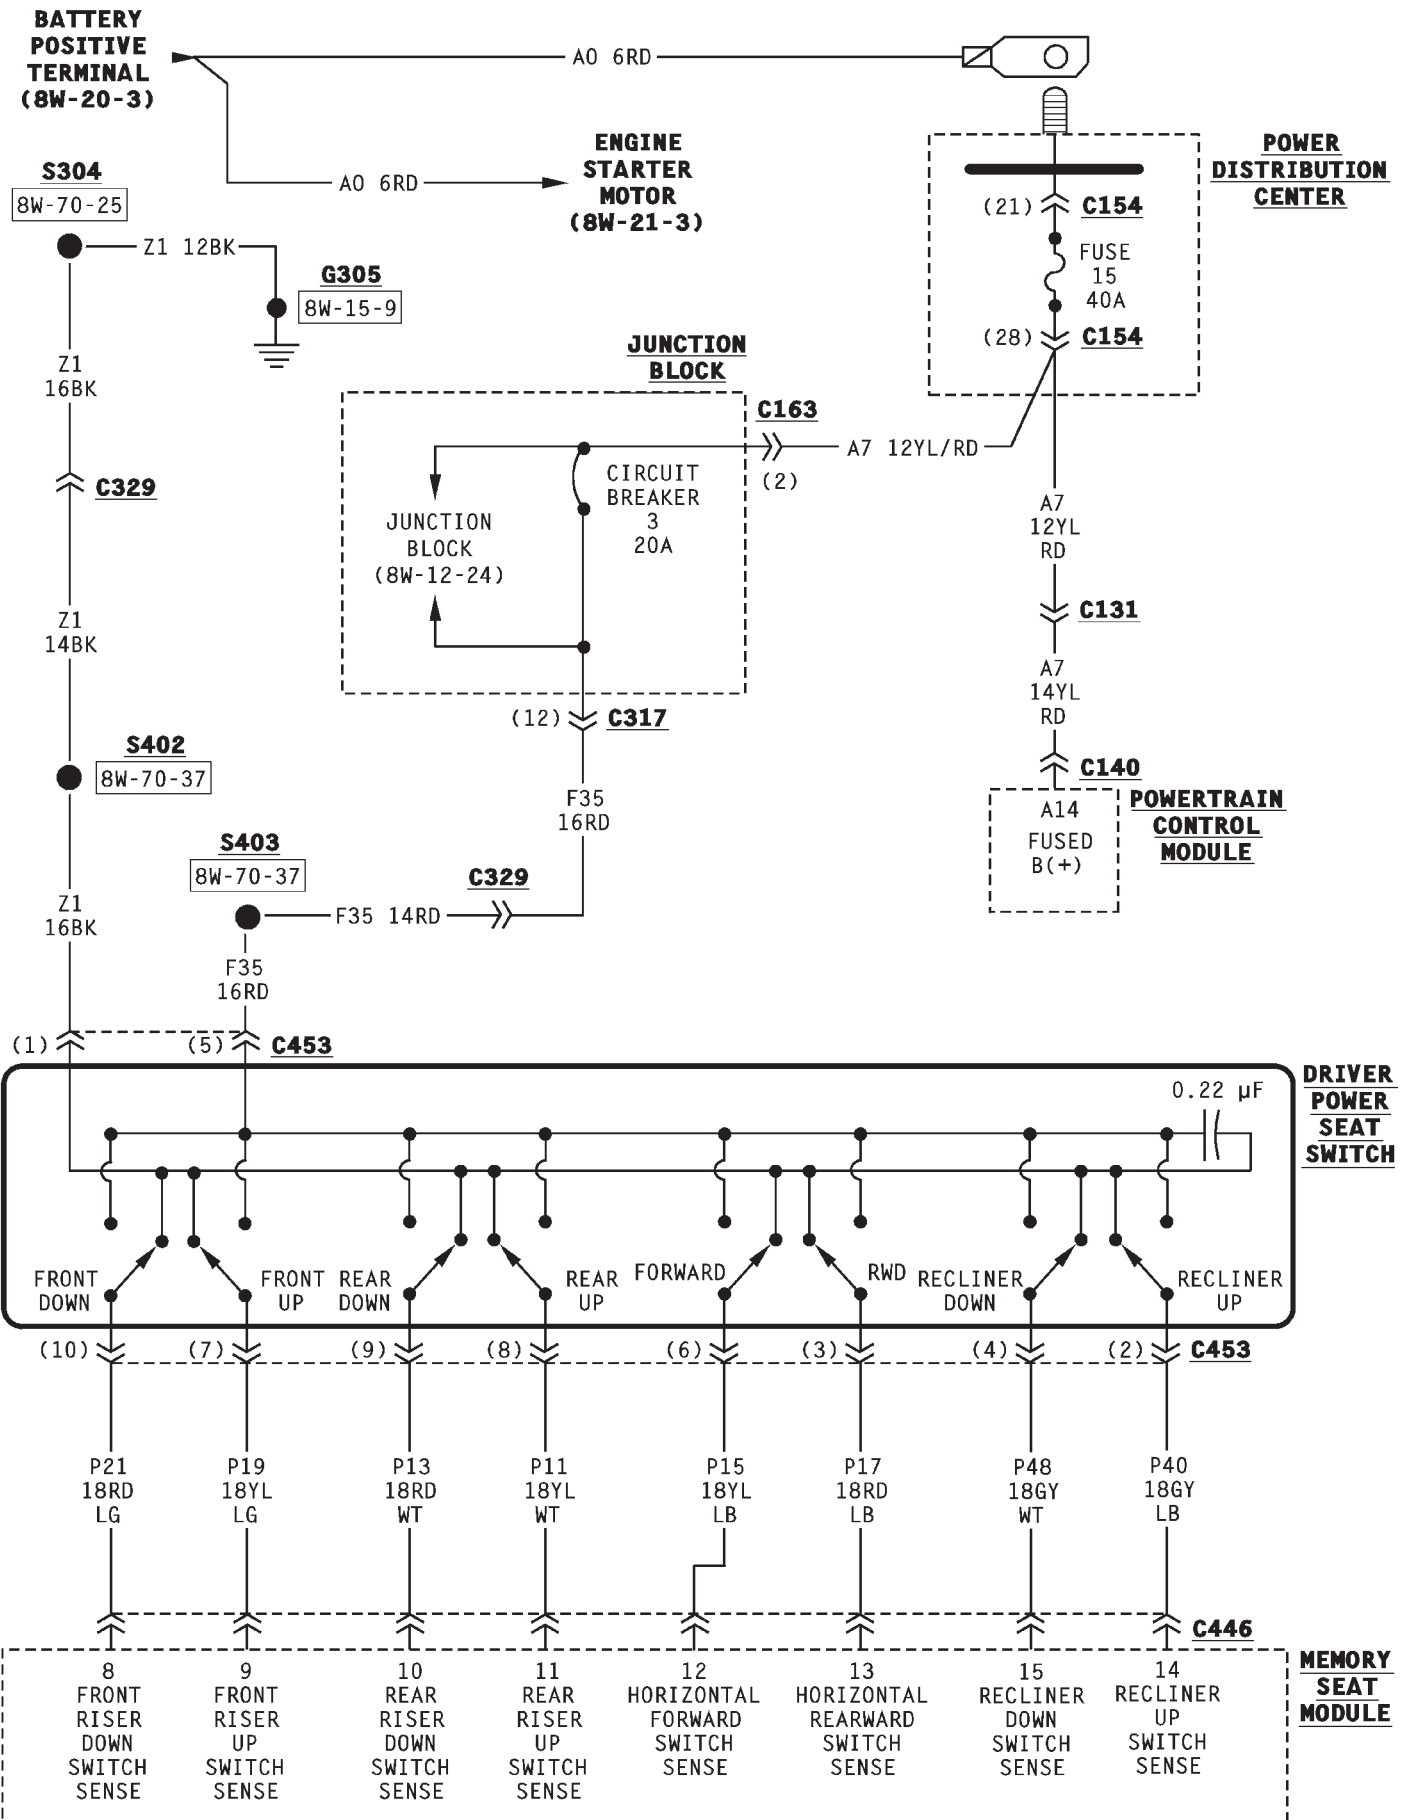 BATTERY
POSITIVE
TERMINAL
(8W-20-3)
A0 6RD
A0 6RD
ENGINE
STARTER
MOTOR
(8W-21-3)
POWER
DISTRIBUTION
CENTER
(21)
C154
FUSE
15
40A
(28)
C154
S304
8W-70-25
Z1 12BK
G305
8W-15-9
Z1
16BK
C329
Z1
14BK
S402
8W-70-37
Z1
16BK
JUNCTION
BLOCK
C163
(2)
A7 12YL/RD
CIRCUIT
BREAKER
3
20A
JUNCTION
BLOCK
(8W-12-24)
(12)
C317
F35
16RD
A7
12YL
RD
C131
A7
14YL
RD
C140
A14
FUSED
B(+)
POWERTRAIN
CONTROL
MODULE
S403
8W-70-37
F35 14RD
C329
F35
16RD
(1)
(5)
C453
DRIVER
POWER
SEAT
SWITCH
0.22 µF
FRONT
DOWN
FRONT
UP
REAR
DOWN
REAR
UP
FORWARD
RWD
RECLINER
DOWN
RECLINER
UP
(10)
(7)
(9)
(8)
(6)
(3)
(4)
(2)
C453
P21
18RD
LG
P19
18YL
LG
P13
18RD
WT
P11
18YL
WT
P15
18YL
LB
P17
18RD
LB
P48
18GY
WT
P40
18GY
LB
C446
MEMORY
SEAT
MODULE
8
FRONT
RISER
DOWN
SWITCH
SENSE
9
FRONT
RISER
UP
SWITCH
SENSE
10
REAR
RISER
DOWN
SWITCH
SENSE
11
REAR
RISER
UP
SWITCH
SENSE
12
HORIZONTAL
FORWARD
SWITCH
SENSE
13
HORIZONTAL
REARWARD
SWITCH
SENSE
15
RECLINER
DOWN
SWITCH
SENSE
14
RECLINER
UP
SWITCH
SENSE